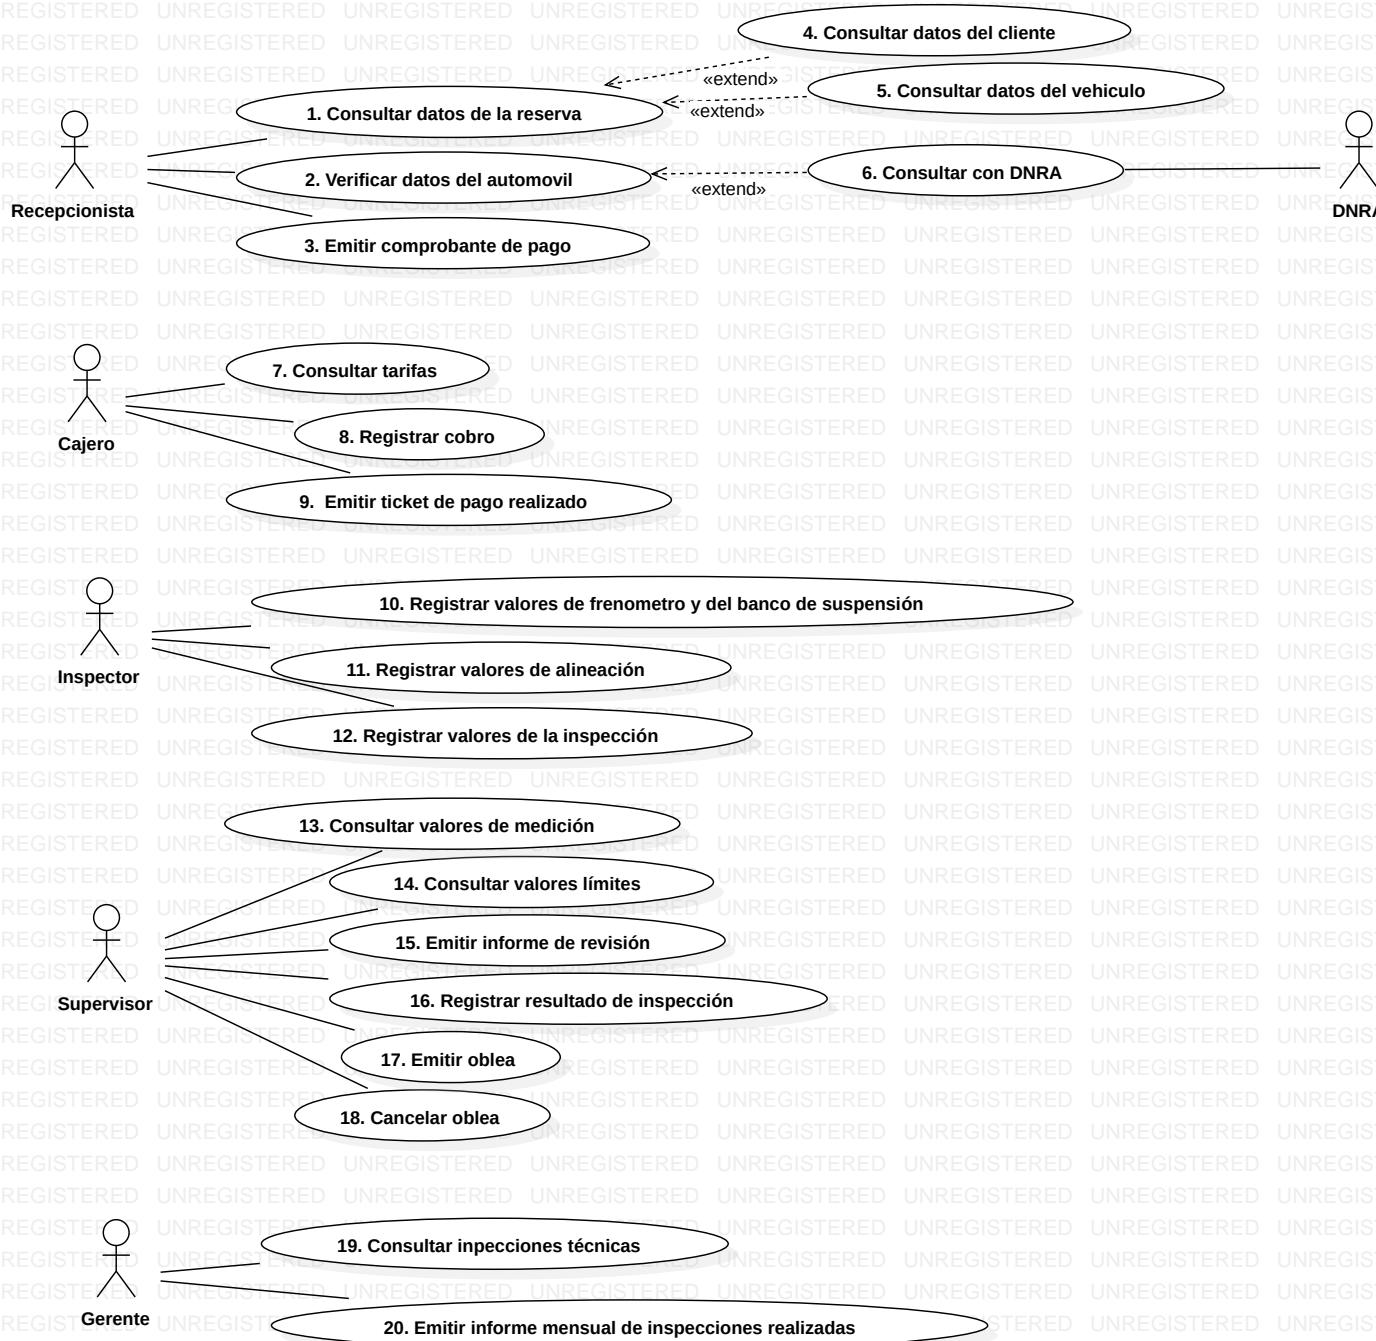 4. Consultar datos del cliente
«extend»
5. Consultar datos del vehiculo
1. Consultar datos de la reserva
«extend»
2. Verificar datos del automovil
6. Consultar con DNRA
«extend»
Recepcionista
DNRA
3. Emitir comprobante de pago
7. Consultar tarifas
8. Registrar cobro
Cajero
9. Emitir ticket de pago realizado
10. Registrar valores de frenometro y del banco de suspensión
11. Registrar valores de alineación
Inspector
12. Registrar valores de la inspección
13. Consultar valores de medición
14. Consultar valores límites
15. Emitir informe de revisión
16. Registrar resultado de inspección
Supervisor
17. Emitir oblea
18. Cancelar oblea
19. Consultar inpecciones técnicas
Gerente
20. Emitir informe mensual de inspecciones realizadas